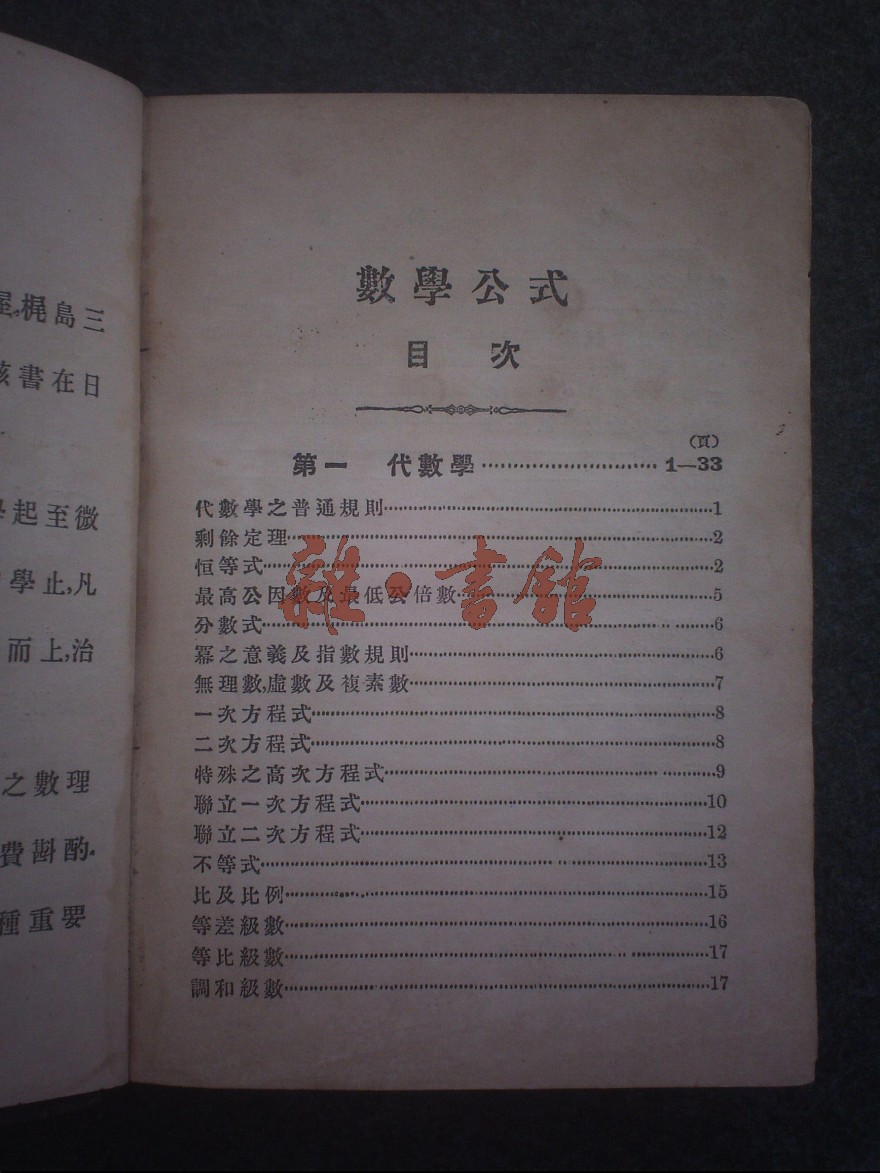 屋,梶島三
該書在日
學起至微
學止,凡
而上,治
之數理
費斟酌.
種重要
數學公式
目 次
(頁)
第一 代數學 1—33
代數學之普通規則 1
剩餘定理 2
恒等式 2
最高公因數及最低公倍數 5
分數式 6
冪之意義及指數規則 6
無理數,虛數及複素數 7
一次方程式 8
二次方程式 8
特殊之高次方程式 9
聯立一次方程式 10
聯立二次方程式 12
不等式 13
比及比例 15
等差級數 16
等比級數 17
調和級數 17
雜·書館